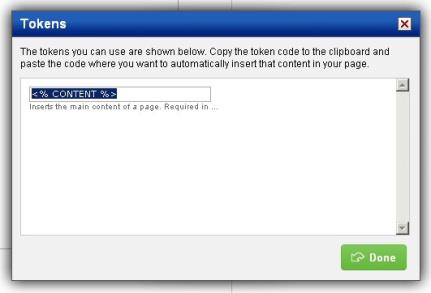 Tokens
The tokens you can use are shown below. Copy the token code to the clipboard and
paste the code where you want to automatically insert that content in your page.
<% CONTENT %>
Inserts the main content of a page. Required in ...
Done